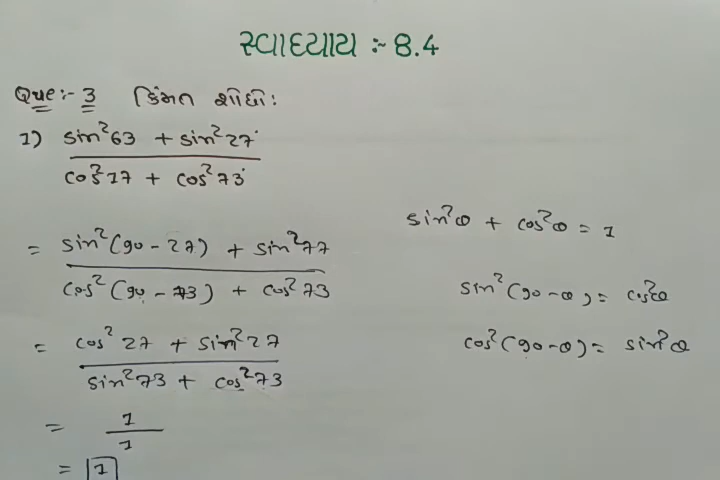 સ્વાધ્યાય :- 8.4
Que :- 3 કિંમત શોધો :
1) sin²63 + sin²27°
cos²17 + cos²73°
= sin²(90 - 27) + sin²77
cos²(90 - 73) + cos²73
= cos²27 + sin²27
sin²73 + cos²73
= 1
1
= 1
sin²θ + cos²θ = 1
sin²(90-θ) = cos²θ
cos²(90-θ) = sin²θ